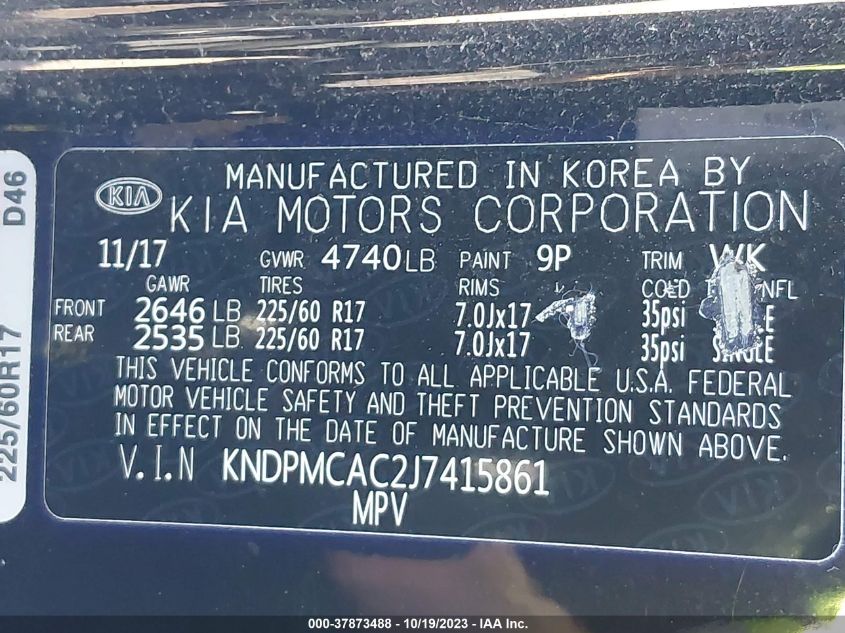 D46
225/60R17
KIA
MANUFACTURED IN KOREA BY
KIA MOTORS CORPORATION
11/17 GVWR 4740LB PAINT 9P TRIM WK
GAWR TIRES RIMS COLD INFL
FRONT 2646 LB 225/60 R17 7.0Jx17 35psi
REAR 2535 LB 225/60 R17 7.0Jx17 35psi SINGLE
THIS VEHICLE CONFORMS TO ALL APPLICABLE U.S.A. FEDERAL
MOTOR VEHICLE SAFETY AND THEFT PREVENTION STANDARDS
IN EFFECT ON THE DATE OF MANUFACTURE SHOWN ABOVE.
V.I.N KNDPMCAC2J7415861
MPV
000-37873488 - 10/19/2023 - IAA Inc.